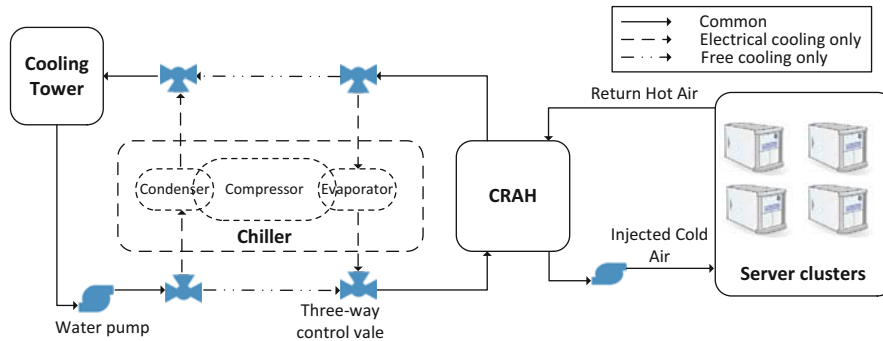 Common
Electrical cooling only
Free cooling only
Cooling
Tower
Return Hot Air
Condenser
Compressor
Evaporator
Chiller
CRAH
Injected Cold
Air
Server clusters
Water pump
Three-way
control vale